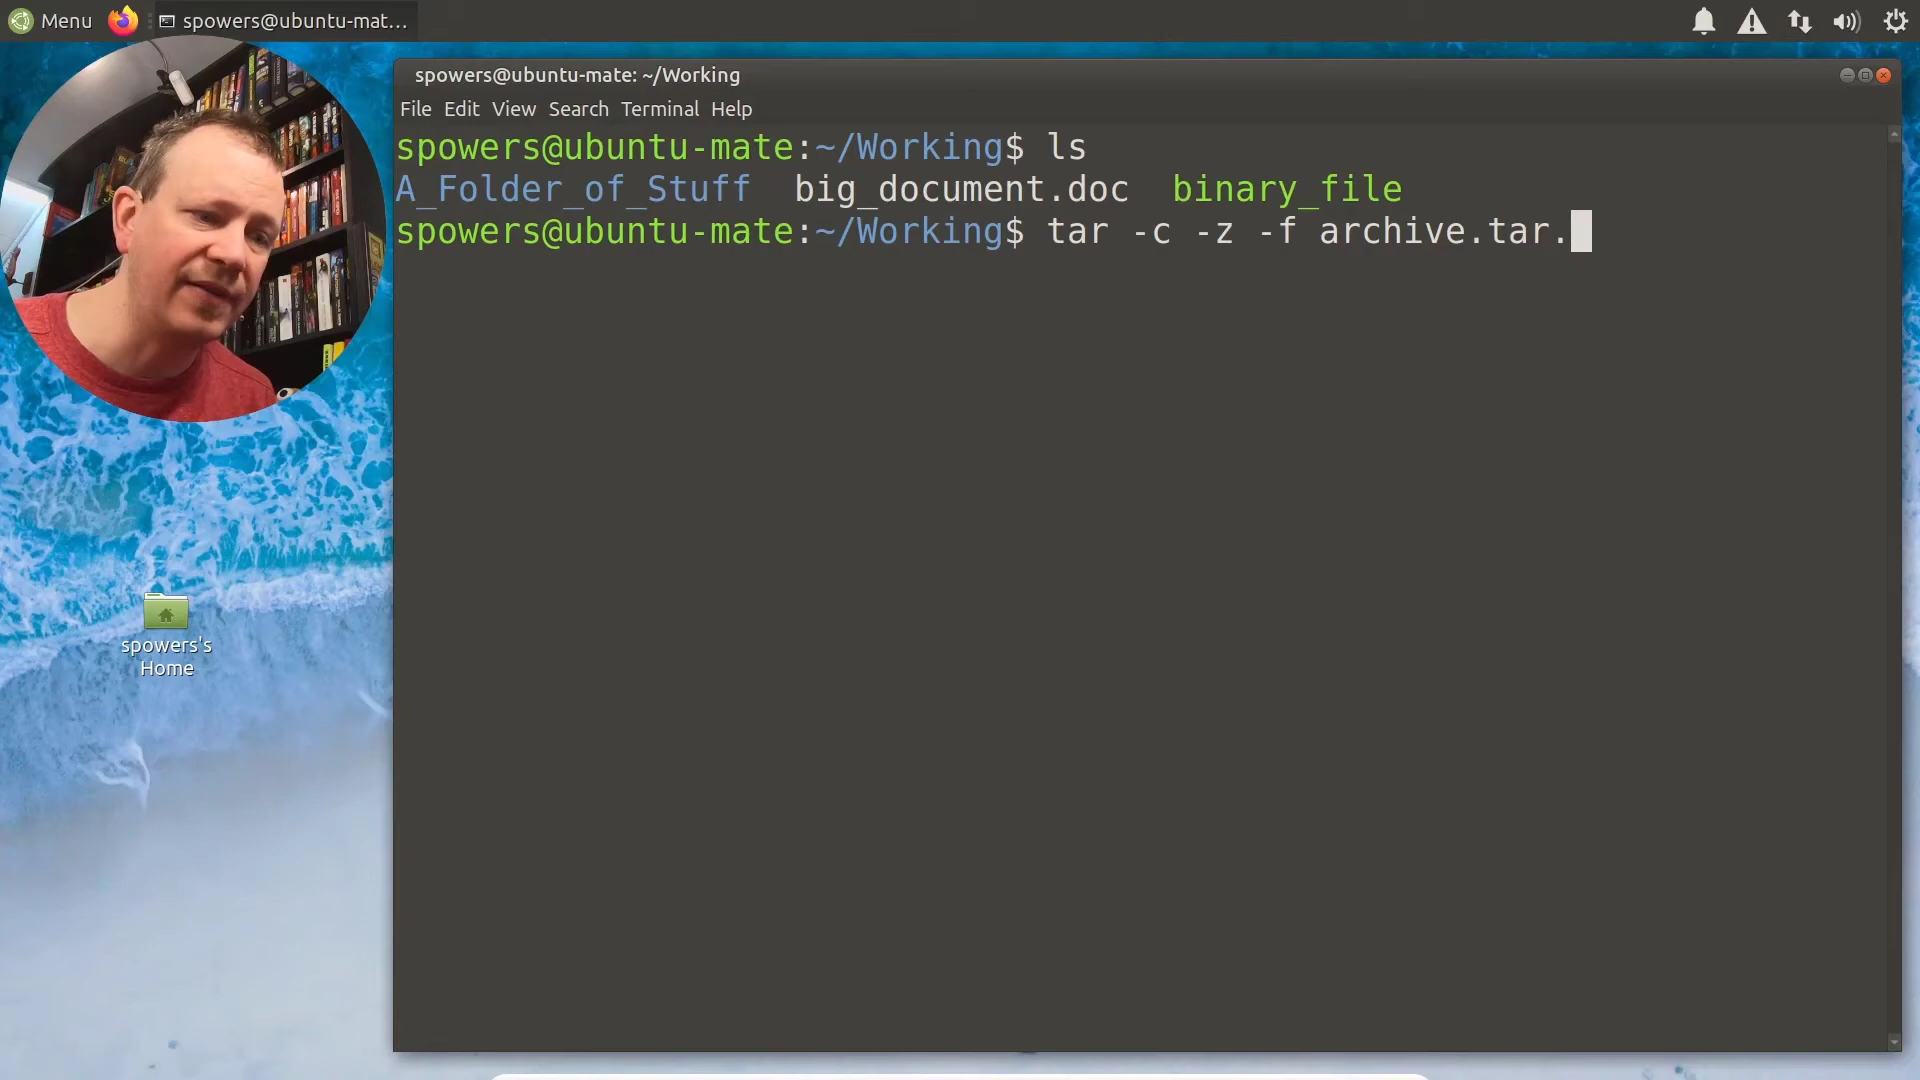 Menu spowers@ubuntu-mat...
spowers@ubuntu-mate: ~/Working
File Edit View Search Terminal Help
spowers@ubuntu-mate:~/Working$ ls
A_Folder_of_Stuff big_document.doc binary_file
spowers@ubuntu-mate:~/Working$ tar -c -z -f archive.tar.
spowers's
Home